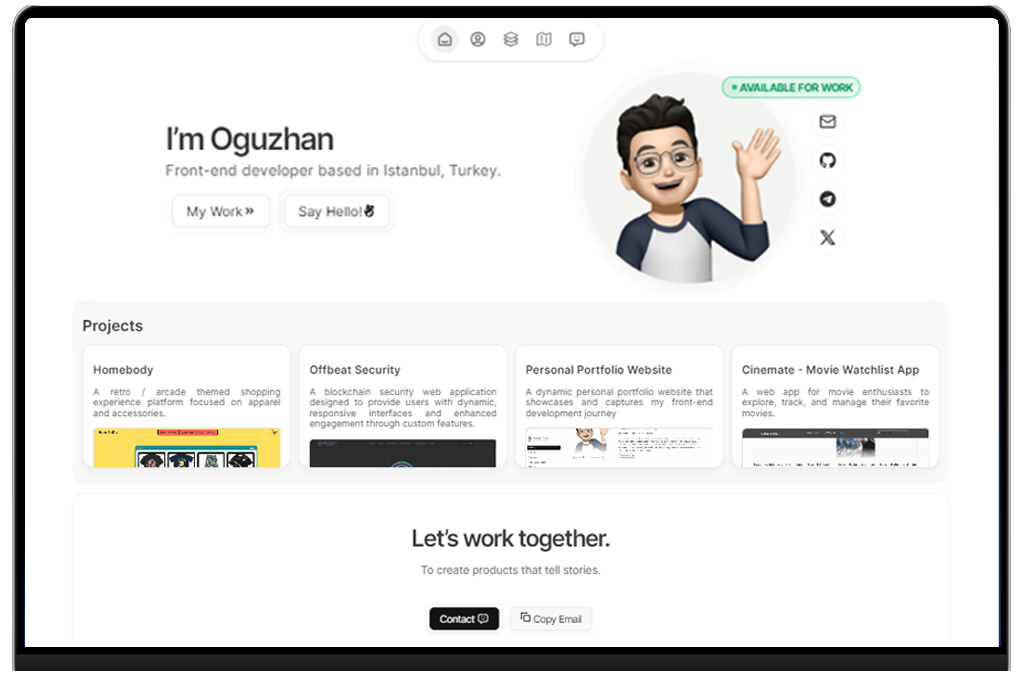 AVAILABLE FOR WORK
I'm Oguzhan
Front-end developer based in Istanbul, Turkey.
My Work »
Say Hello!✌
Projects
Homebody
A retro / arcade themed shopping
experience platform focused on apparel
and accessories.
Offbeat Security
A blockchain security web application
designed to provide users with dynamic,
responsive interfaces and enhanced
engagement through custom features.
Personal Portfolio Website
A dynamic personal portfolio website that
showcases and captures my front-end
development journey
Cinemate - Movie Watchlist App
A web app for movie enthusiasts to
explore, track, and manage their favorite
movies.
Let's work together.
To create products that tell stories.
Contact
Copy Email